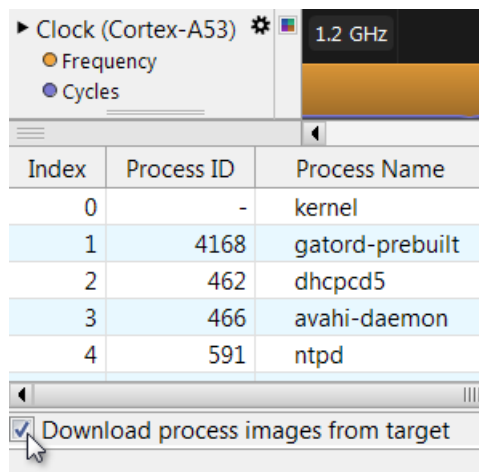 Clock (Cortex-A53)
Frequency
Cycles
1.2 GHz
Index Process ID Process Name
0 - kernel
1 4168 gatord-prebuilt
2 462 dhcpcd5
3 466 avahi-daemon
4 591 ntpd
Download process images from target